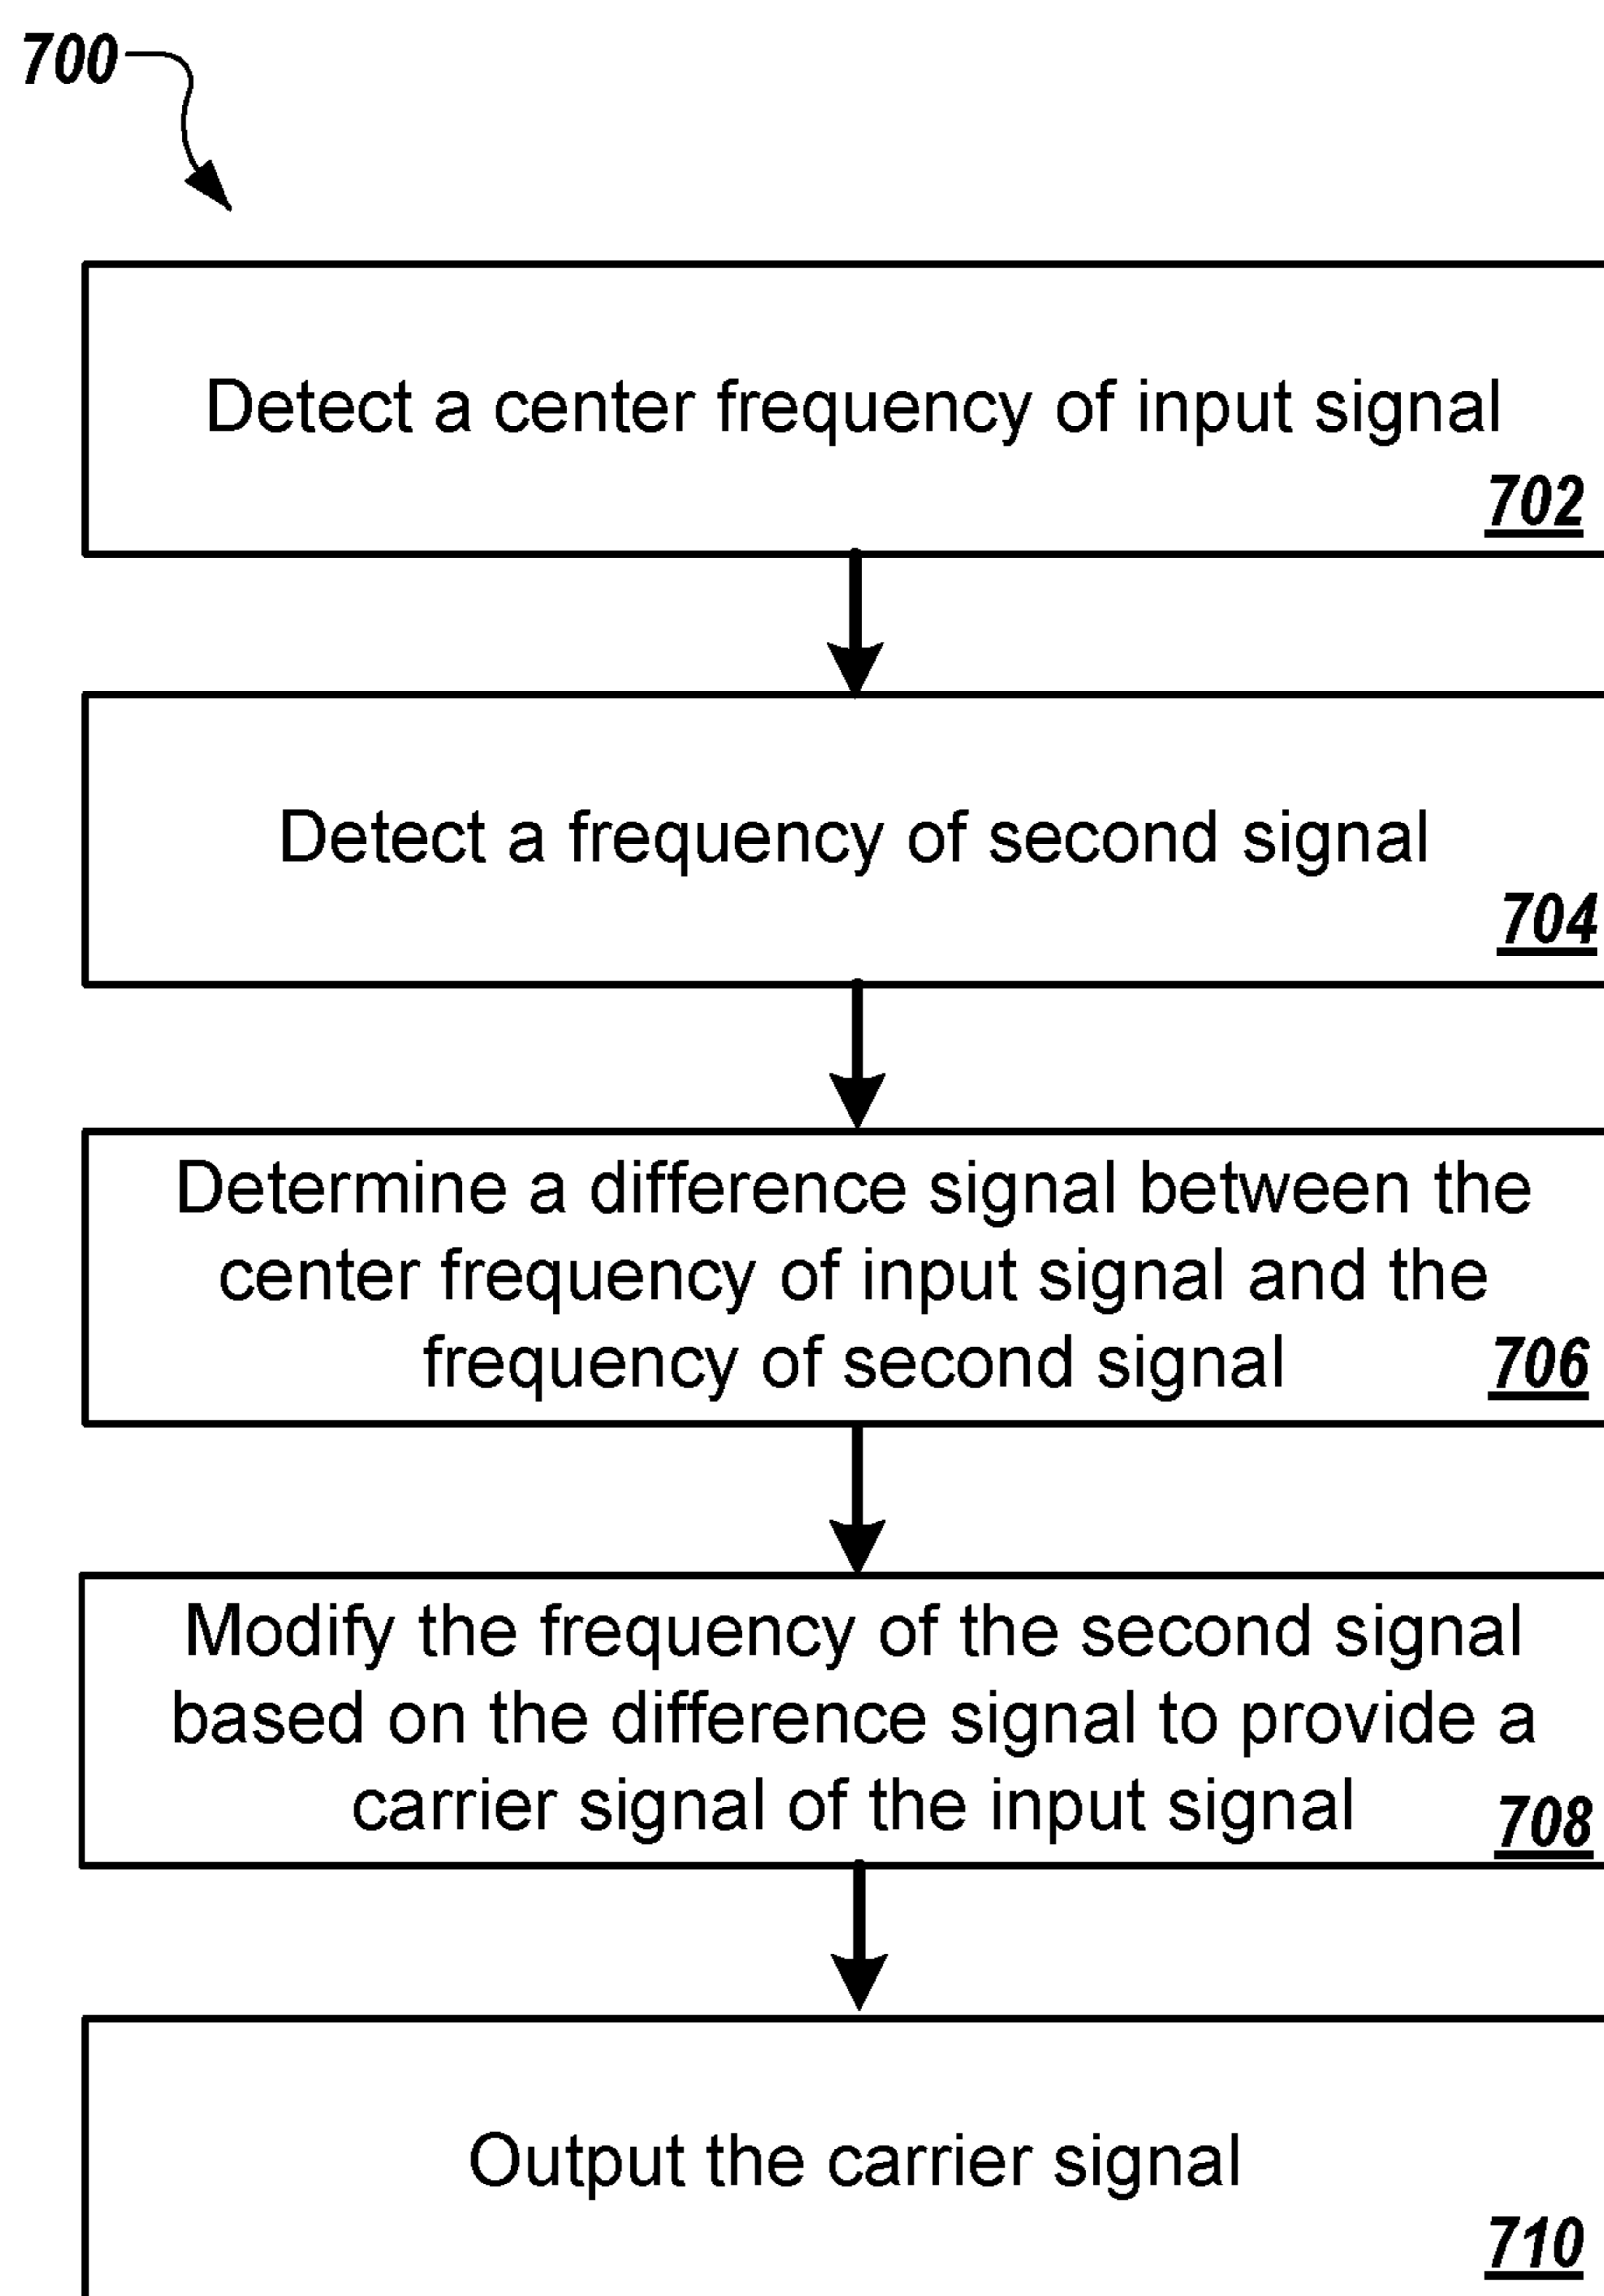 700
Detect a center frequency of input signal
702
Detect a frequency of second signal
704
Determine a difference signal between the
center frequency of input signal and the
frequency of second signal
706
Modify the frequency of the second signal
based on the difference signal to provide a
carrier signal of the input signal
708
Output the carrier signal
710